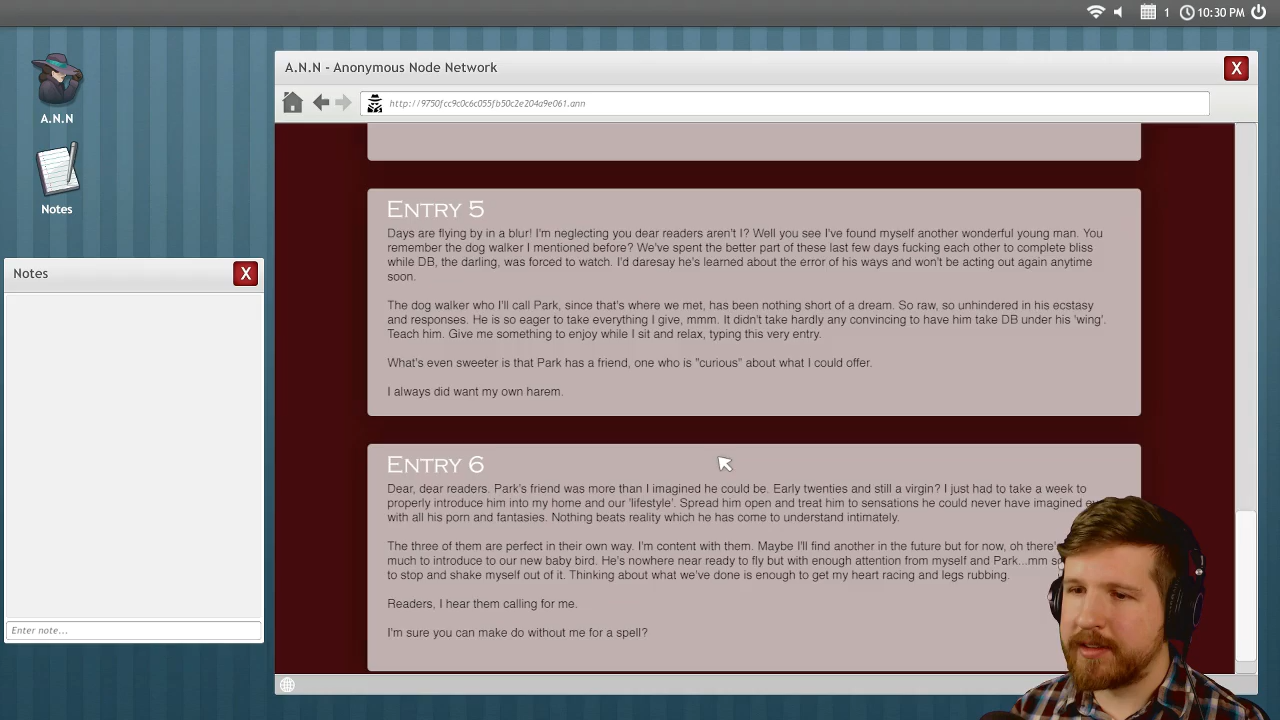 1
10:30 PM
A.N.N
Notes
A.N.N - Anonymous Node Network
X
http://9750fcc9c0c6c055fb50c2e204a9e061.ann
Notes
X
Enter note...
Entry 5
Days are flying by in a blur! I'm neglecting you dear readers aren't I? Well you see I've found myself another wonderful young man. You
remember the dog walker I mentioned before? We've spent the better part of these last few days fucking each other to complete bliss
while DB, the darling, was forced to watch. I'd daresay he's learned about the error of his ways and won't be acting out again anytime
soon.
The dog walker who I'll call Park, since that's where we met, has been nothing short of a dream. So raw, so unhindered in his ecstasy
and responses. He is so eager to take everything I give, mmm. It didn't take hardly any convincing to have him take DB under his 'wing'.
Teach him. Give me something to enjoy while I sit and relax, typing this very entry.
What's even sweeter is that Park has a friend, one who is "curious" about what I could offer.
I always did want my own harem.
Entry 6
Dear, dear readers. Park's friend was more than I imagined he could be. Early twenties and still a virgin? I just had to take a week to
properly introduce him into my home and our 'lifestyle'. Spread him open and treat him to sensations he could never have imagined
with all his porn and fantasies. Nothing beats reality which he has come to understand intimately.
The three of them are perfect in their own way. I'm content with them. Maybe I'll find another in the future but for now, oh there's
much to introduce to our new baby bird. He's nowhere near ready to fly but with enough attention from myself and Park...mm
to stop and shake myself out of it. Thinking about what we've done is enough to get my heart racing and legs rubbing.
Readers, I hear them calling for me.
I'm sure you can make do without me for a spell?